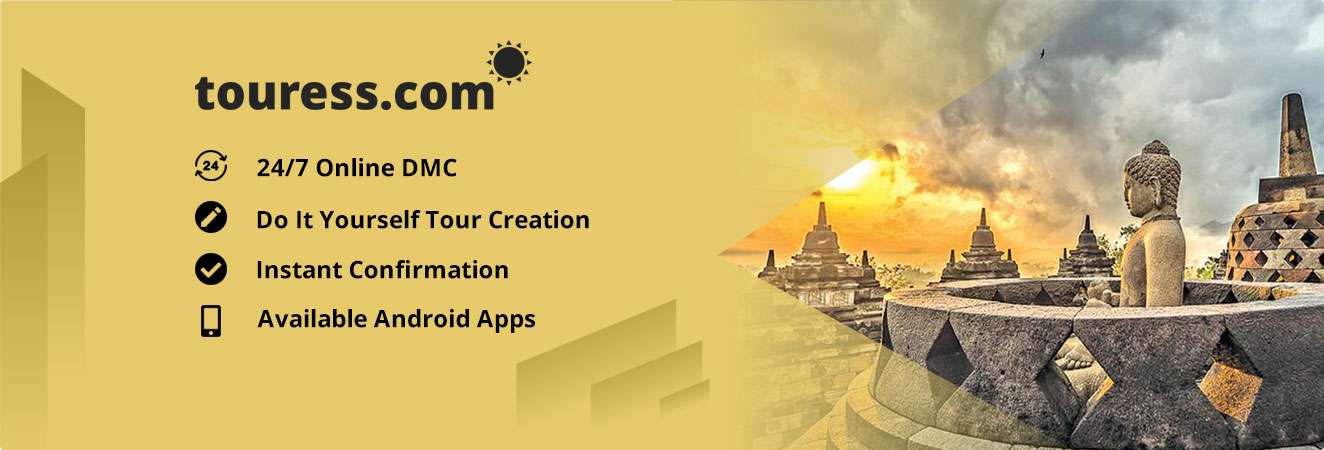 touress.com
24
24/7 Online DMC
Do It Yourself Tour Creation
Instant Confirmation
Available Android Apps